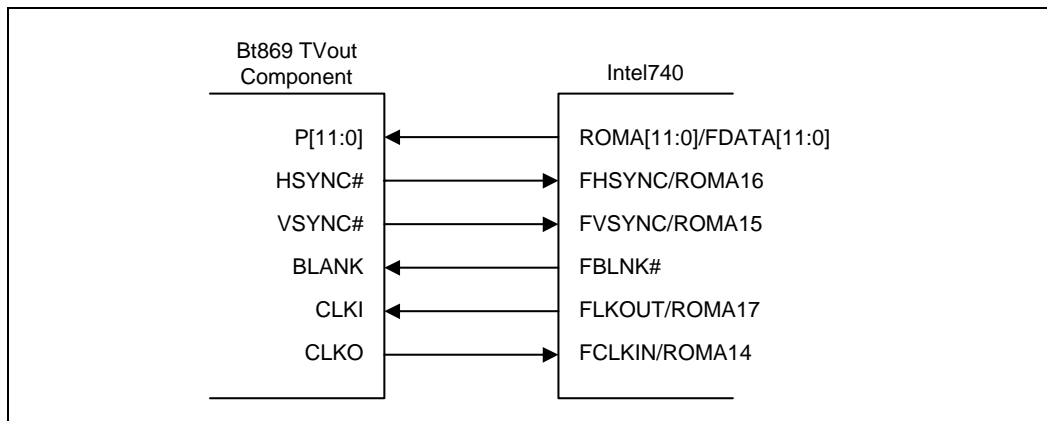 Bt869 TVout
Component
Intel740
P[11:0] ROMA[11:0]/FDATA[11:0]
HSYNC# FHSYNC/ROMA16
VSYNC# FVSYNC/ROMA15
BLANK FBLNK#
CLKI FLKOUT/ROMA17
CLKO FCLKIN/ROMA14